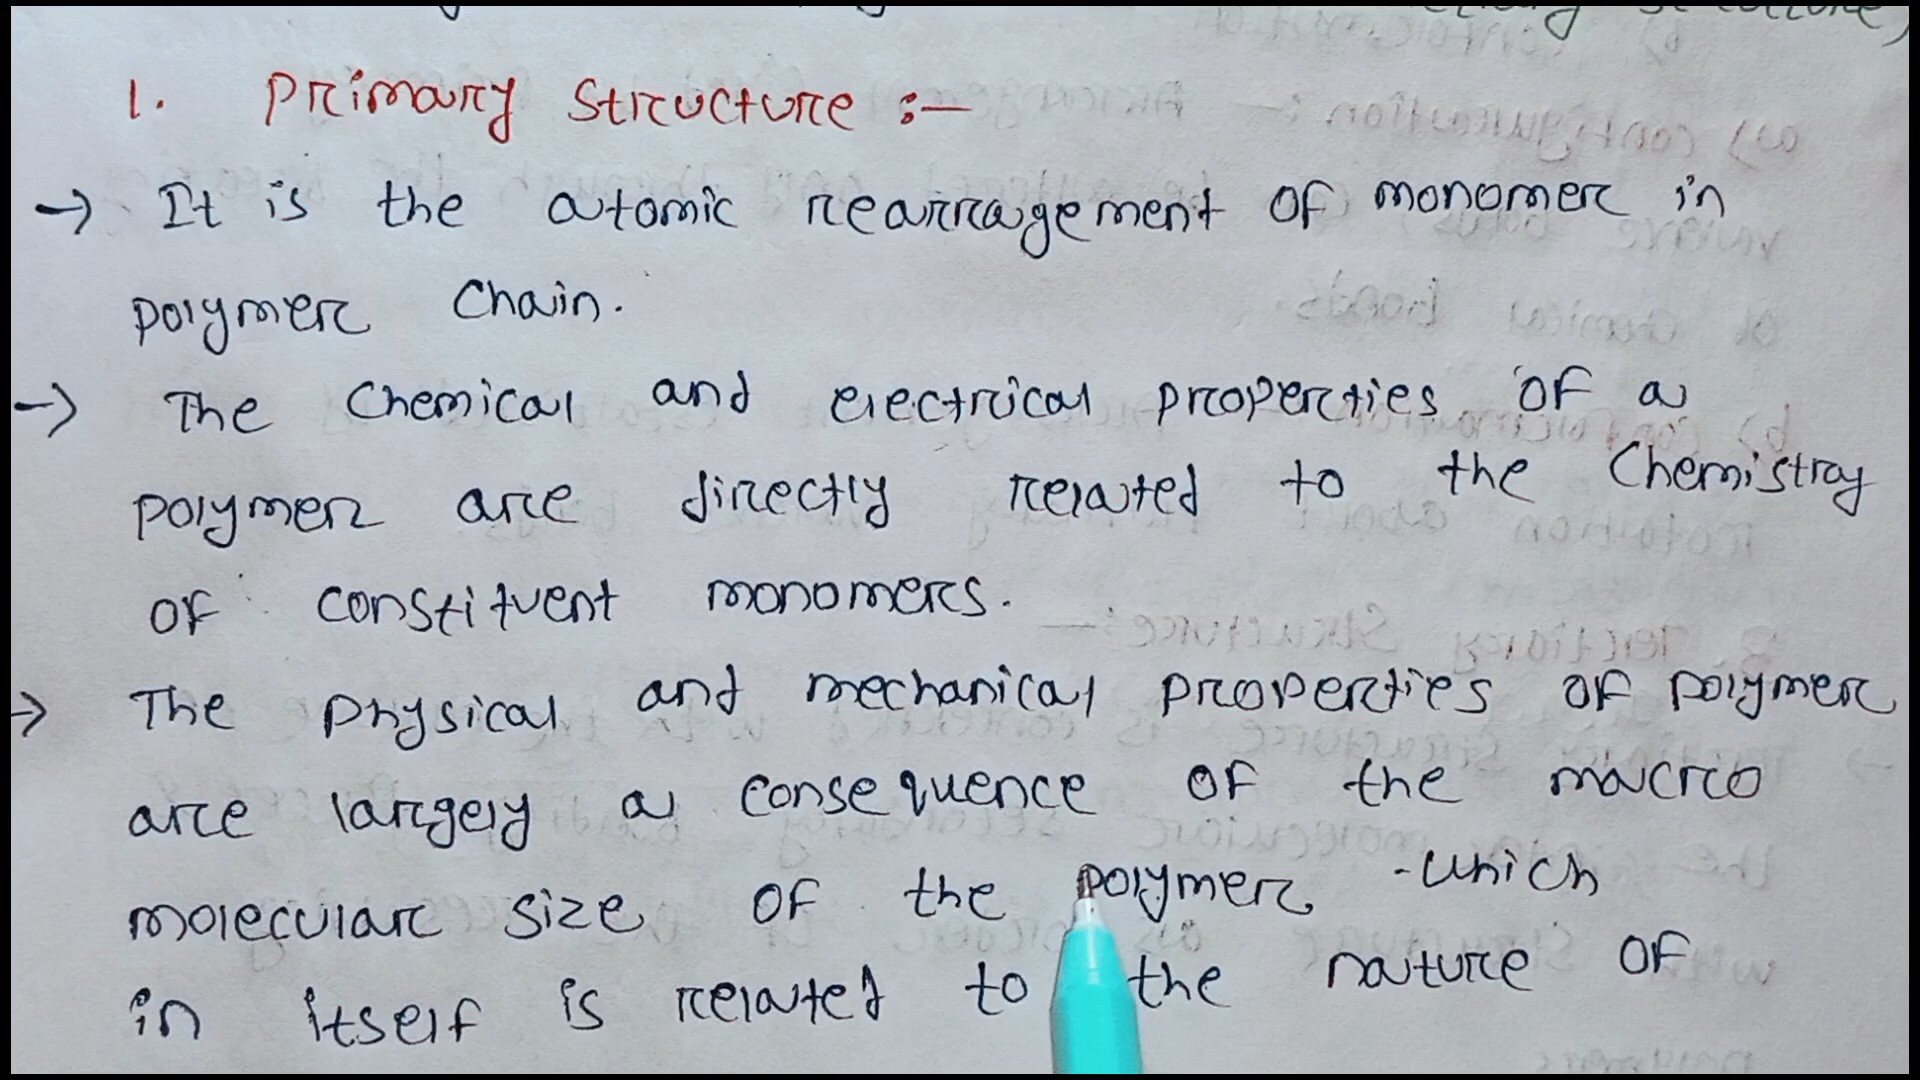 structure)
1. Primary Structure :-
→ It is the atomic rearragement of monomer in
polymer Chain.
→ The Chemical and electrical properties of a
polymer are directly related to the Chemistry
of constituent monomers.
→ The physical and mechanical properties of polymer
are largely a consequence of the macro
molecular size of the polymer which
in itself is related to the nature of